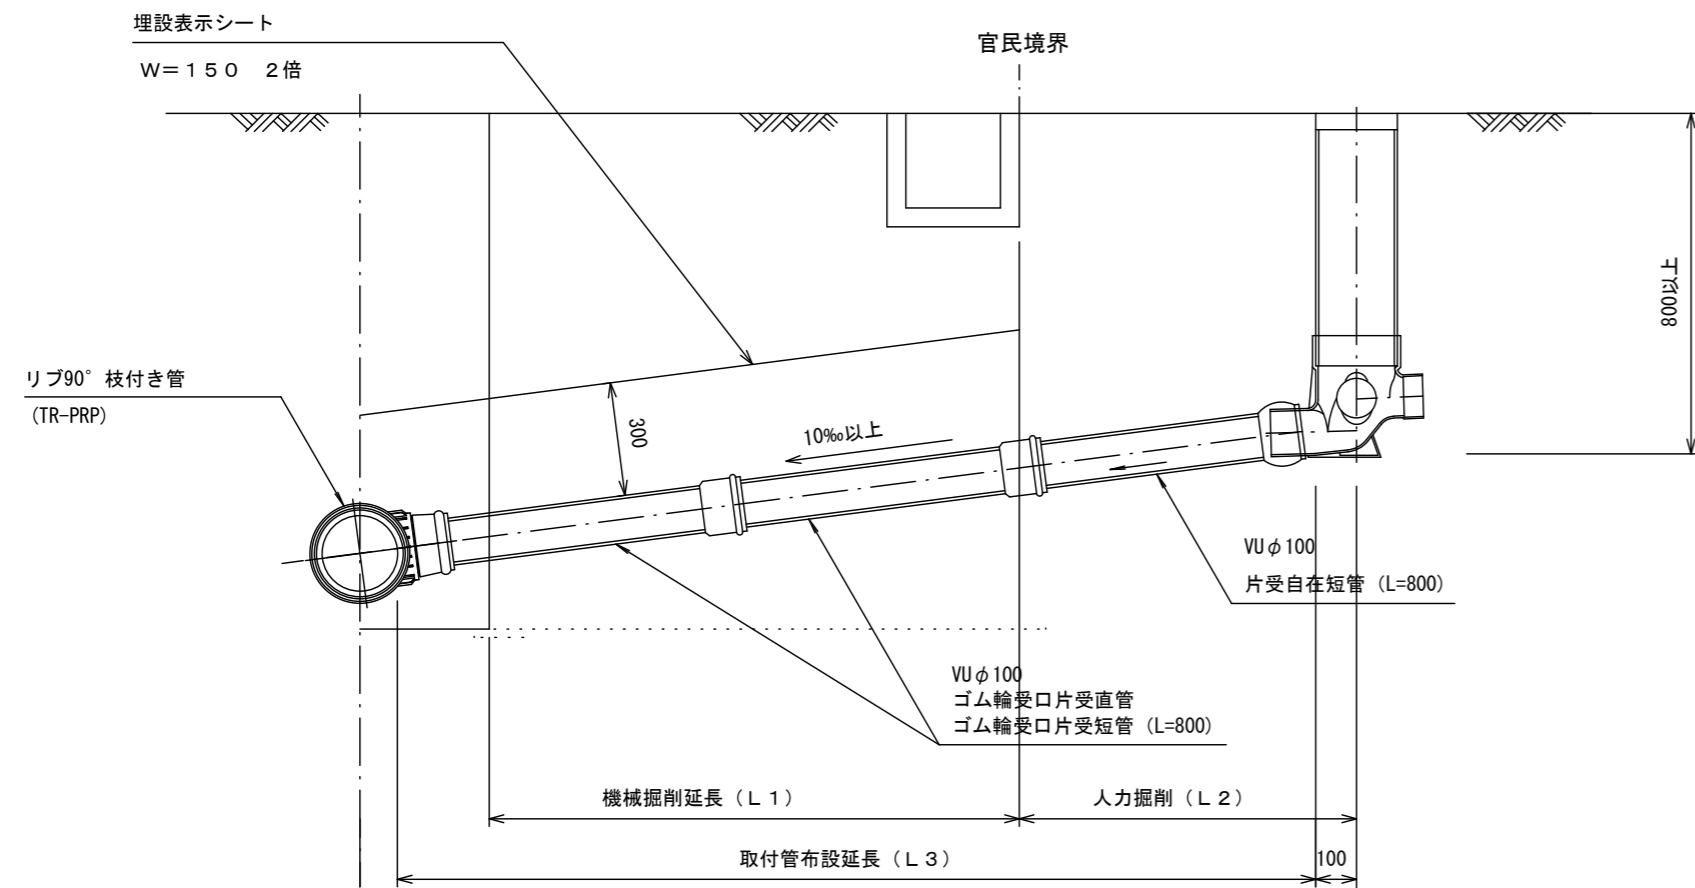 埋設表示シート
W=150　2倍
官民境界
800以上
リブ90°枝付き管
(TR-PRP)
300
10‰以上
VUφ100
片受自在短管 (L=800)
VUφ100
ゴム輪受口片受直管
ゴム輪受口片受短管 (L=800)
機械掘削延長（L1）
人力掘削（L2）
取付管布設延長（L3）
100